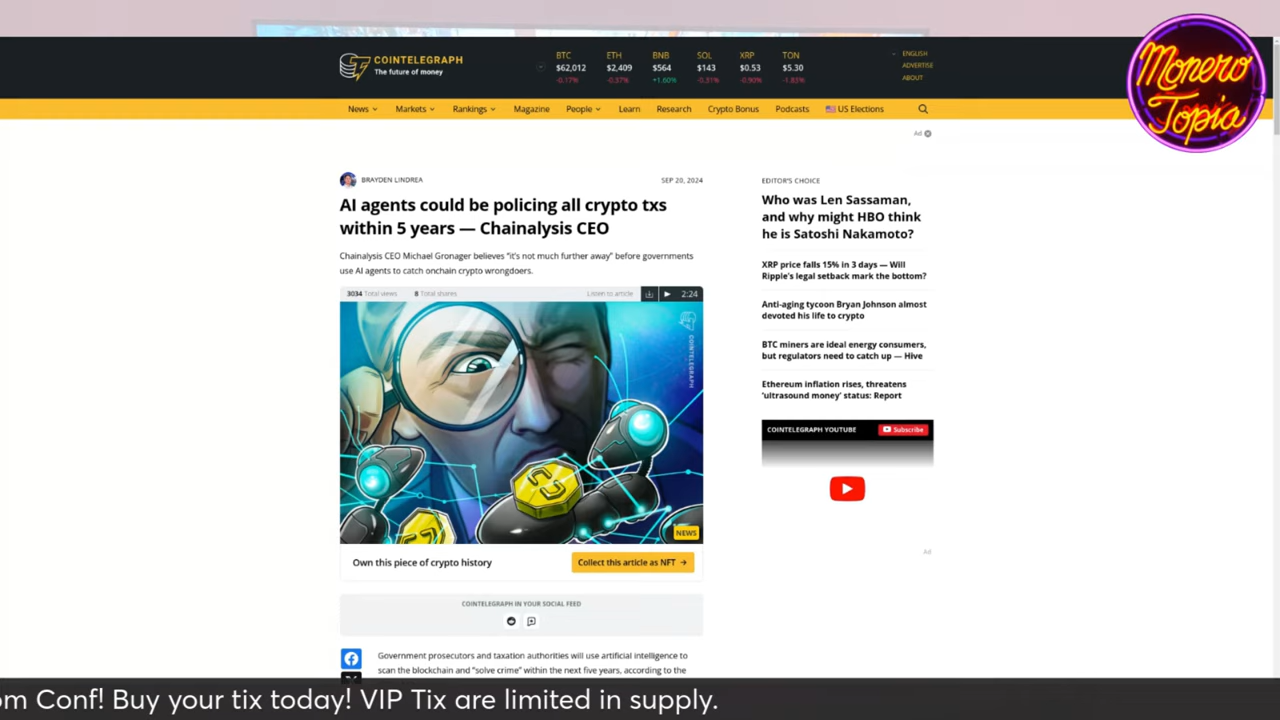 COINTELEGRAPH
The future of money
BTC
$62,012
-0.17%
ETH
$2,409
-0.37%
BNB
$564
+1.60%
SOL
$143
-0.31%
XRP
$0.53
-0.90%
TON
$5.30
-1.83%
ENGLISH
ADVERTISE
ABOUT
Monero
Topia
News
Markets
Rankings
Magazine
People
Learn
Research
Crypto Bonus
Podcasts
US Elections
Ad
BRAYDEN LINDREA
SEP 20, 2024
AI agents could be policing all crypto txs
within 5 years — Chainalysis CEO
Chainalysis CEO Michael Gronager believes “it’s not much further away” before governments
use AI agents to catch onchain crypto wrongdoers.
3034 Total views
8 Total shares
Listen to article
2:24
COINTELEGRAPH
NEWS
Own this piece of crypto history
Collect this article as NFT →
COINTELEGRAPH IN YOUR SOCIAL FEED
Government prosecutors and taxation authorities will use artificial intelligence to
scan the blockchain and “solve crime” within the next five years, according to the
EDITOR’S CHOICE
Who was Len Sassaman,
and why might HBO think
he is Satoshi Nakamoto?
XRP price falls 15% in 3 days — Will
Ripple’s legal setback mark the bottom?
Anti-aging tycoon Bryan Johnson almost
devoted his life to crypto
BTC miners are ideal energy consumers,
but regulators need to catch up — Hive
Ethereum inflation rises, threatens
‘ultrasound money’ status: Report
COINTELEGRAPH YOUTUBE
Subscribe
Ad
om Conf! Buy your tix today! VIP Tix are limited in supply.